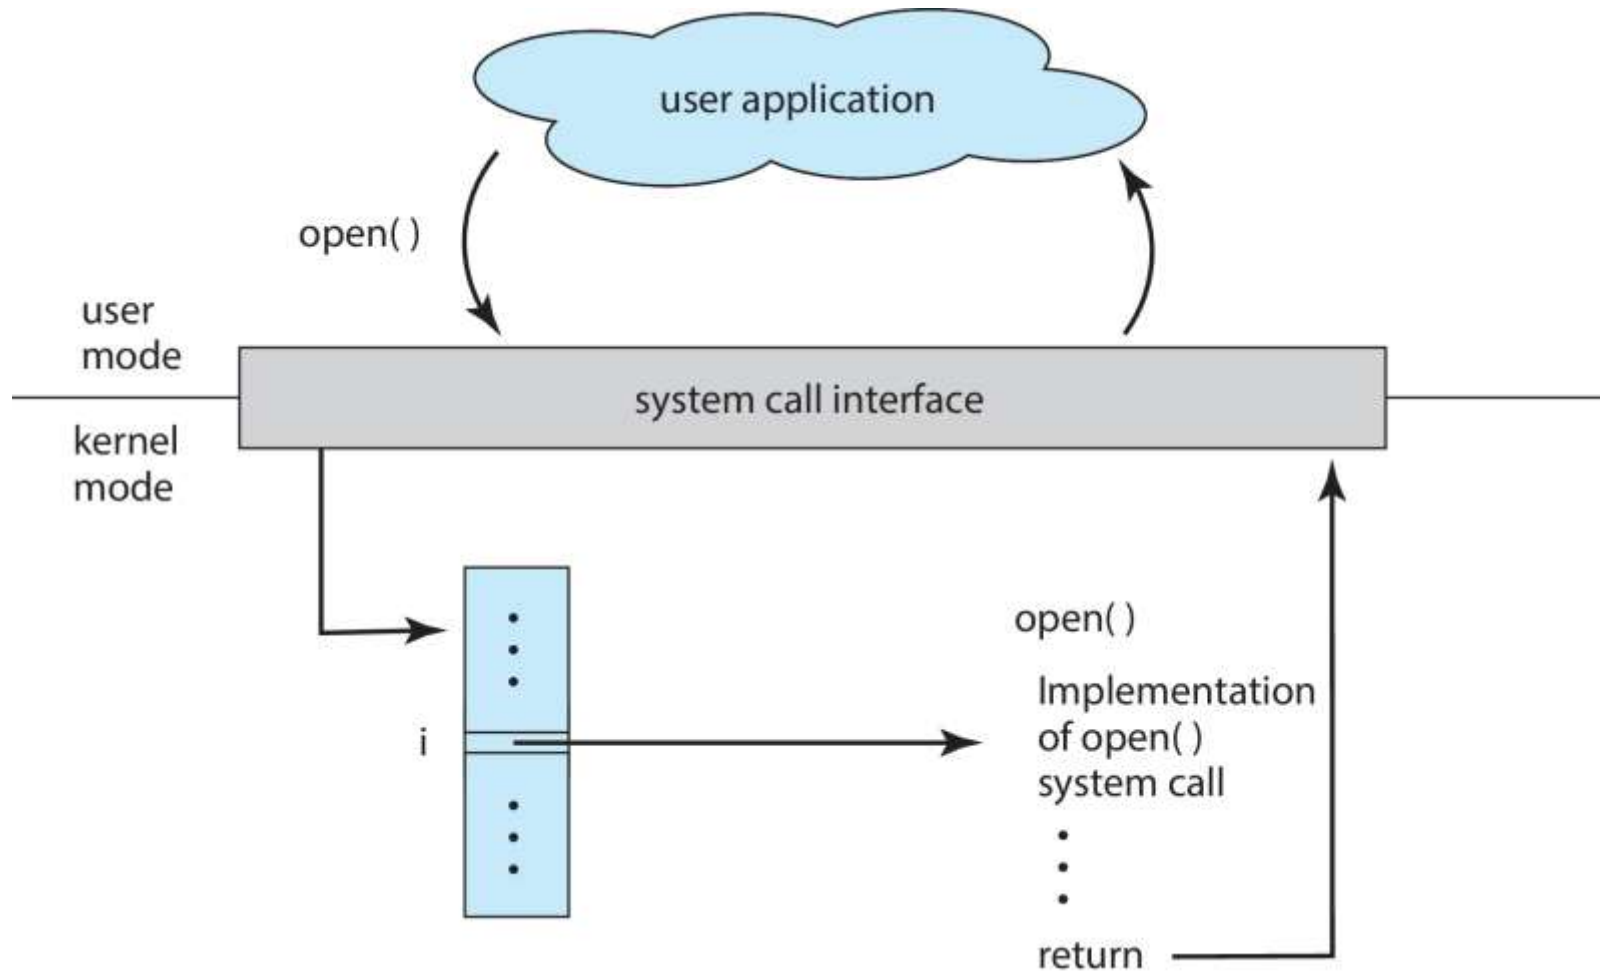 user application
open( )
user
mode
system call interface
kernel
mode
open( )
Implementation
of open( )
system call
i
return